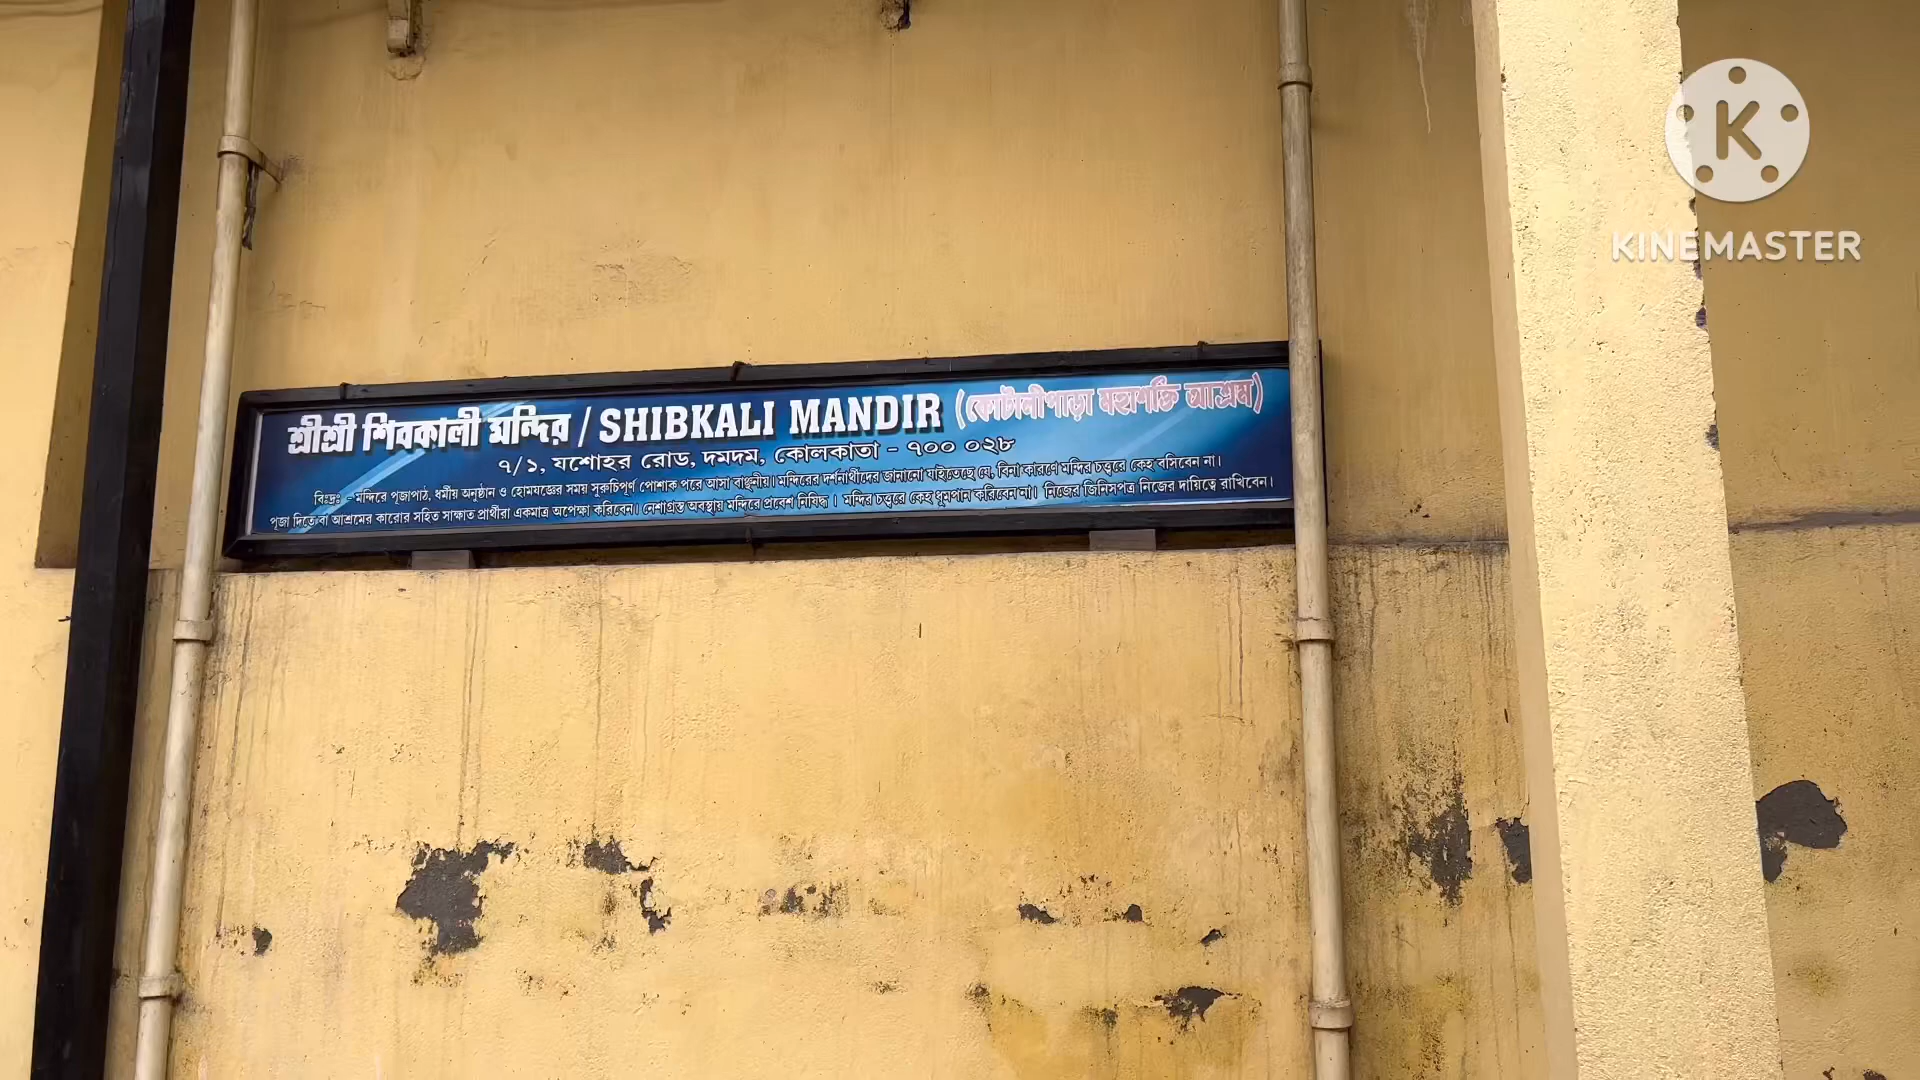 শ্রীশ্রী শিবকালী মন্দির / SHIBKALI MANDIR (কোটালীপাড়া মহাশক্তি আশ্রম)
৭/১, যশোহর রোড, দমদম, কোলকাতা - ৭০০ ০২৮
বিঃদ্রঃ - মন্দিরে পূজাপাঠ, ধর্মীয় অনুষ্ঠান ও হোমযজ্ঞের সময় সুরুচিপূর্ণ পোশাক পরে আসা বাঞ্ছনীয়। মন্দিরের দর্শনার্থীদের জানানো যাইতেছে যে, বিনা কারণে মন্দির চত্ত্বরে কেহ বসিবেন না।
পূজা দিতে বা আশ্রমের কারোর সহিত সাক্ষাত প্রার্থীরা একমাত্র অপেক্ষা করিবেন। নেশাগ্রস্ত অবস্থায় মন্দিরে প্রবেশ নিষিদ্ধ। মন্দির চত্ত্বরে কেহ ধূমপান করিবেন না। নিজের জিনিসপত্র নিজের দায়িত্বে রাখিবেন।
K
KINEMASTER